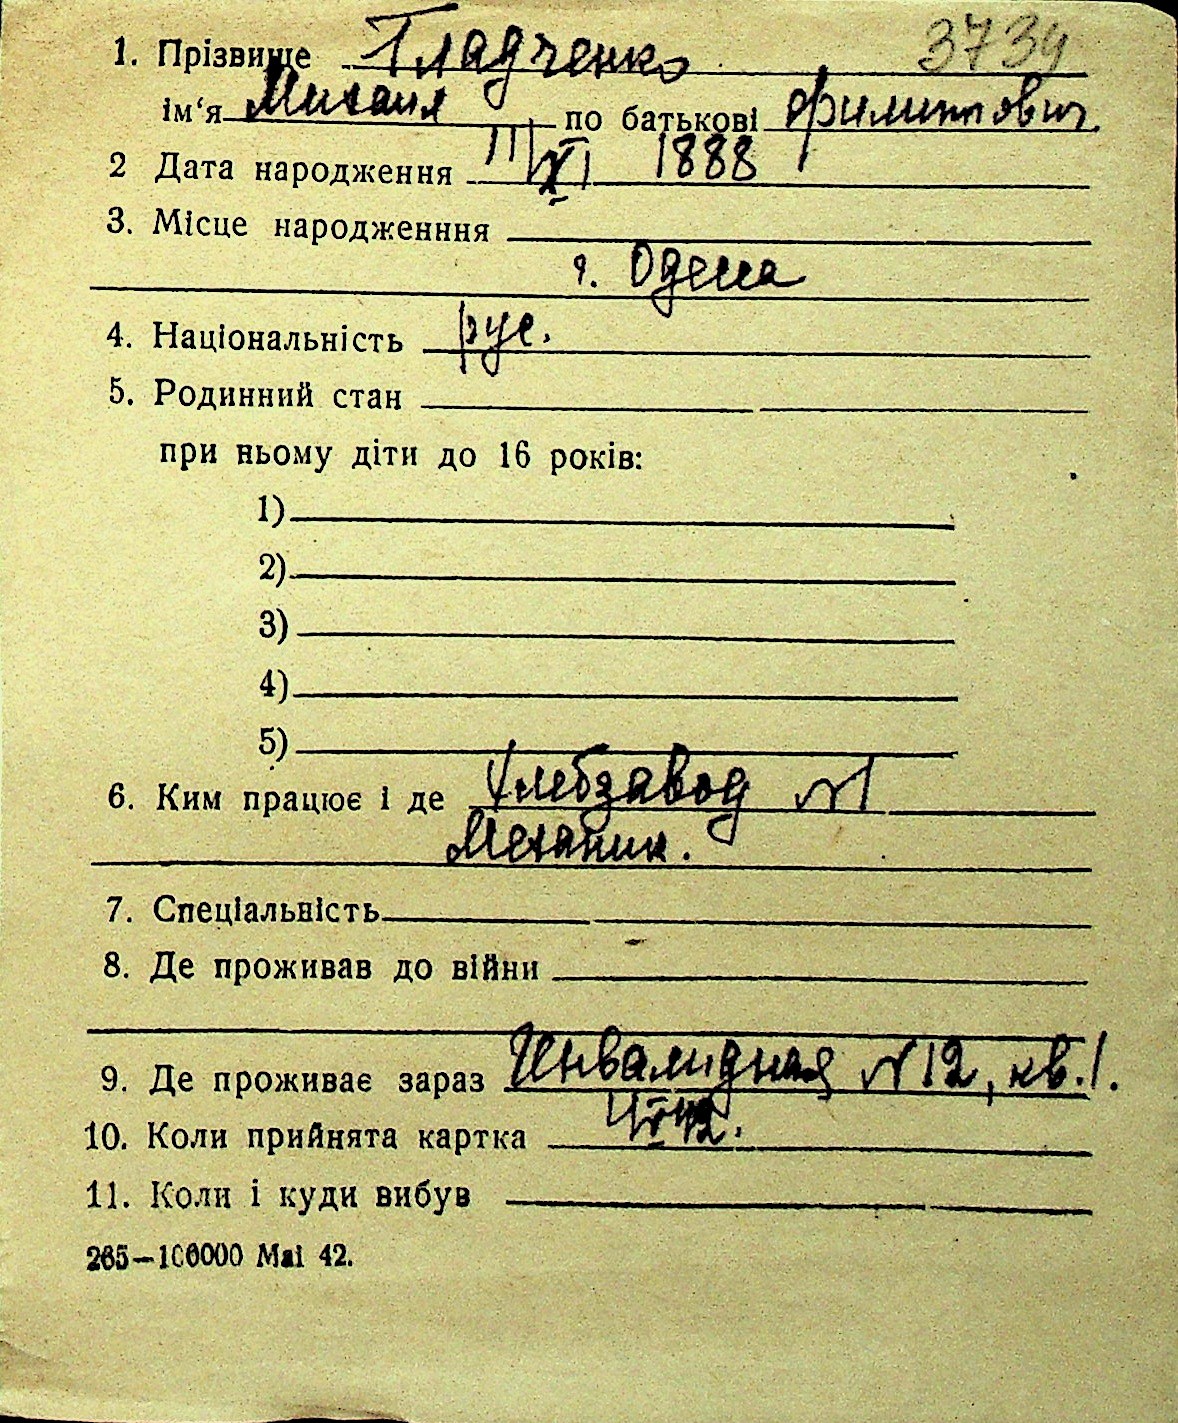 1. Прізвище Гладченко 3734
ім‘я Михаил по батькові Филиппович
2 Дата народження XI 1888
3. Місце народженння
г. Одесса
4. Національність рус.
5. Родинний стан
при ньому діти до 16 років:
1)
2)
3)
4)
5)
6. Ким працює і де Хлебзавод №1
Механик.
7. Спеціальність
8. Де проживав до війни
9. Де проживає зараз Инвалидная №12, кв.1.
10. Коли прийнята картка 42.
11. Коли і куди вибув
265—100000 Маі 42.